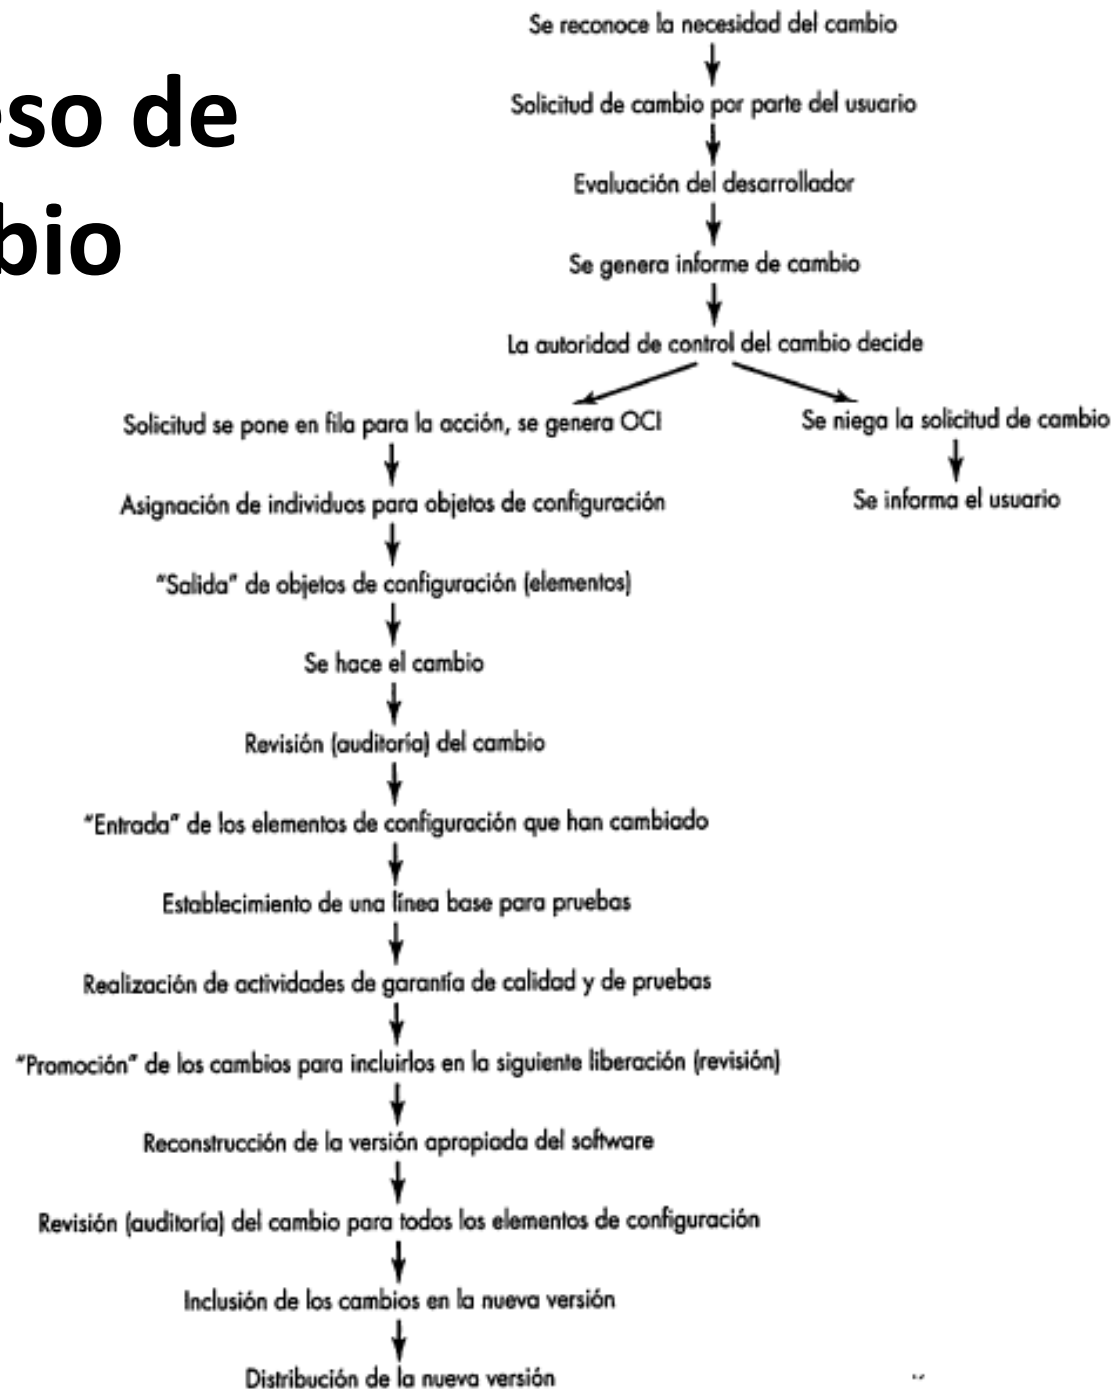 eso de
bio
Se reconoce la necesidad del cambio
Solicitud de cambio por parte del usuario
Evaluación del desarrollador
Se genera informe de cambio
La autoridad de control del cambio decide
Solicitud se pone en fila para la acción, se genera OCI
Se niega la solicitud de cambio
Asignación de individuos para objetos de configuración
Se informa el usuario
"Salida" de objetos de configuración (elementos)
Se hace el cambio
Revisión (auditoría) del cambio
"Entrada" de los elementos de configuración que han cambiado
Establecimiento de una línea base para pruebas
Realización de actividades de garantía de calidad y de pruebas
"Promoción" de los cambios para incluirlos en la siguiente liberación (revisión)
Reconstrucción de la versión apropiada del software
Revisión (auditoría) del cambio para todos los elementos de configuración
Inclusión de los cambios en la nueva versión
Distribución de la nueva versión